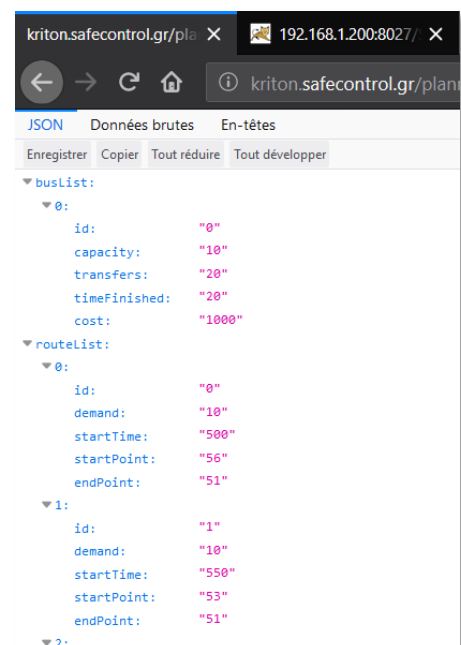 kriton.safecontrol.gr/pla
192.168.1.200:8027/
kriton.safecontrol.gr/plan
JSON Données brutes En-têtes
Enregistrer Copier Tout réduire Tout développer
busList:
0:
id: "0"
capacity: "10"
transfers: "20"
timeFinished: "20"
cost: "1000"
routeList:
0:
id: "0"
demand: "10"
startTime: "500"
startPoint: "56"
endPoint: "51"
1:
id: "1"
demand: "10"
startTime: "550"
startPoint: "53"
endPoint: "51"
2: